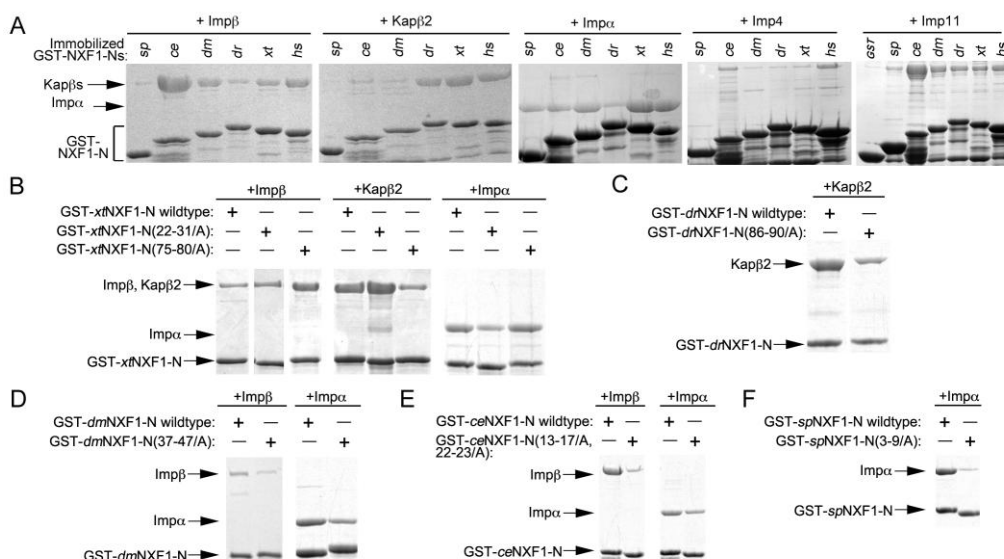 A
+ Impβ
+ Kapβ2
+ Impα
+ Imp4
+ Imp11
Immobilized
GST-NXF1-Ns:
sp ce dm dr xt hs
sp ce dm dr xt hs
sp ce dm dr xt hs
sp ce dm dr xt hs
GST sp ce dm dr xt hs
Kapβs
Impα
GST-
NXF1-N
B
+Impβ
+Kapβ2
+Impα
GST-xtNXF1-N wildtype: + – – + – – + – –
GST-xtNXF1-N(22-31/A) – + – – + – – + –
GST-xtNXF1-N(75-80/A) – – + – – + – – +
Impβ, Kapβ2
Impα
GST-xtNXF1-N
C
+Kapβ2
GST-drNXF1-N wildtype: + –
GST-drNXF1-N(86-90/A): – +
Kapβ2
GST-drNXF1-N
D
+Impβ
+Impα
GST-dmNXF1-N wildtype: + – + –
GST-dmNXF1-N(37-47/A): – + – +
Impβ
Impα
GST-dmNXF1-N
E
+Impβ
+Impα
GST-ceNXF1-N wildtype: + – + –
GST-ceNXF1-N(13-17/A, – + – +
22-23/A):
Impβ
Impα
GST-ceNXF1-N
F
+Impα
GST-spNXF1-N wildtype: + –
GST-spNXF1-N(3-9/A): – +
Impα
GST-spNXF1-N